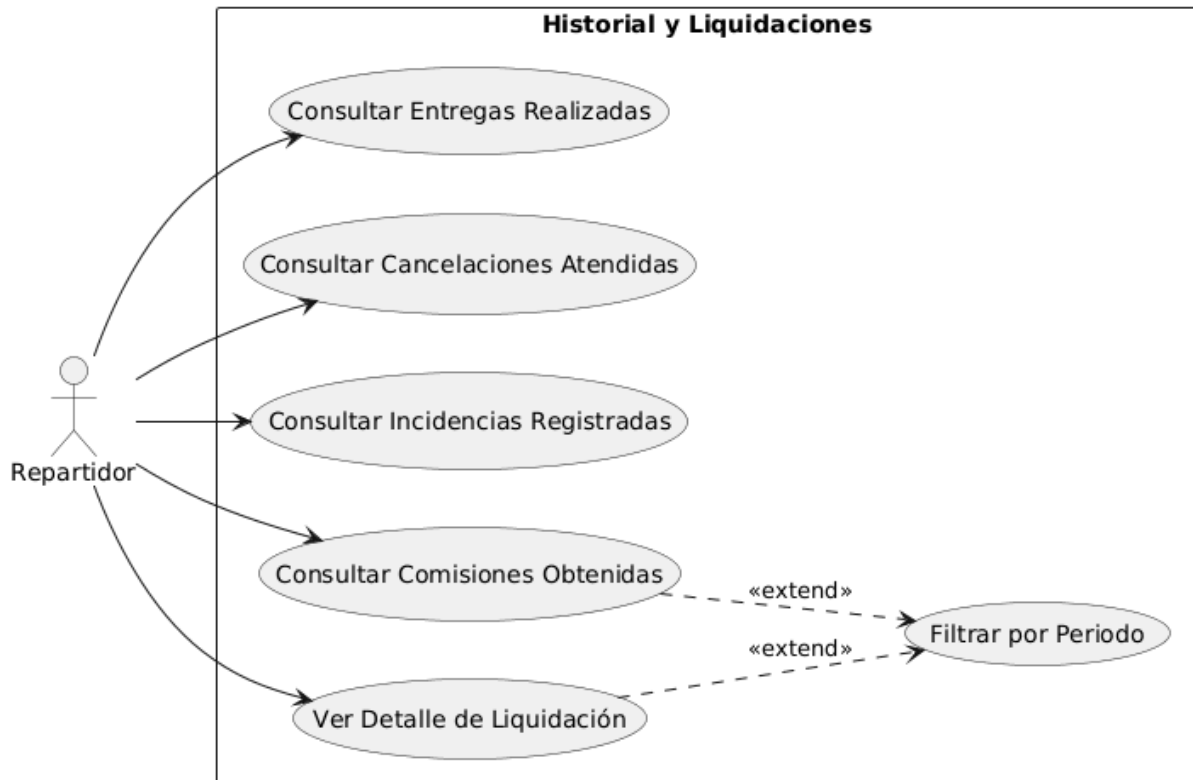 Historial y Liquidaciones
Consultar Entregas Realizadas
Consultar Cancelaciones Atendidas
Repartidor
Consultar Incidencias Registradas
Consultar Comisiones Obtenidas
«extend»
Filtrar por Periodo
«extend»
Ver Detalle de Liquidación